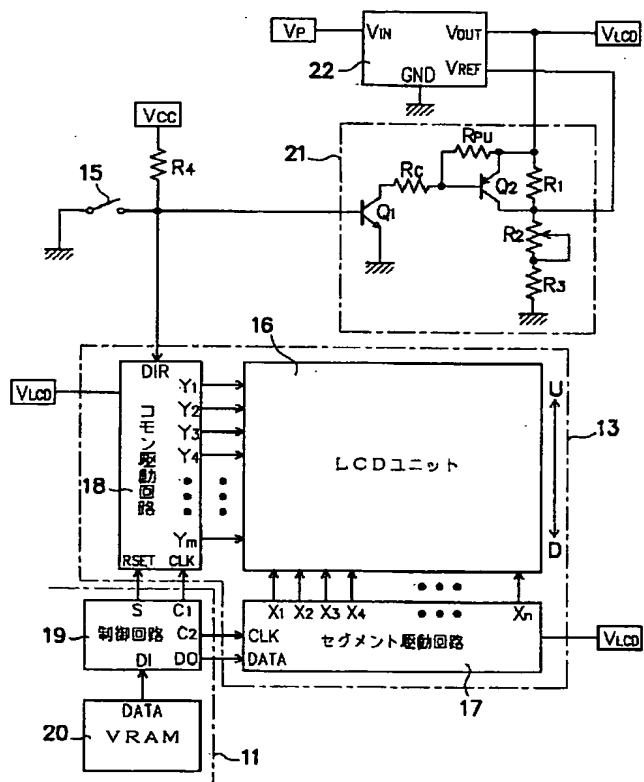 VP
VIN
VOUT
VLCD
22
VREF
GND
VCC
R4
15
21
RPU
RC
Q1
Q2
R1
R2
R3
16
DIR
VLCD
コモン駆動回路
18
Y1
Y2
Y3
Y4
Ym
RSET
CLK
LCDユニット
U
D
13
S
C1
19
制御回路
C2
DI
DO
X1
X2
X3
X4
Xn
CLK
DATA
セグメント駆動回路
VLCD
17
DATA
20
VRAM
11